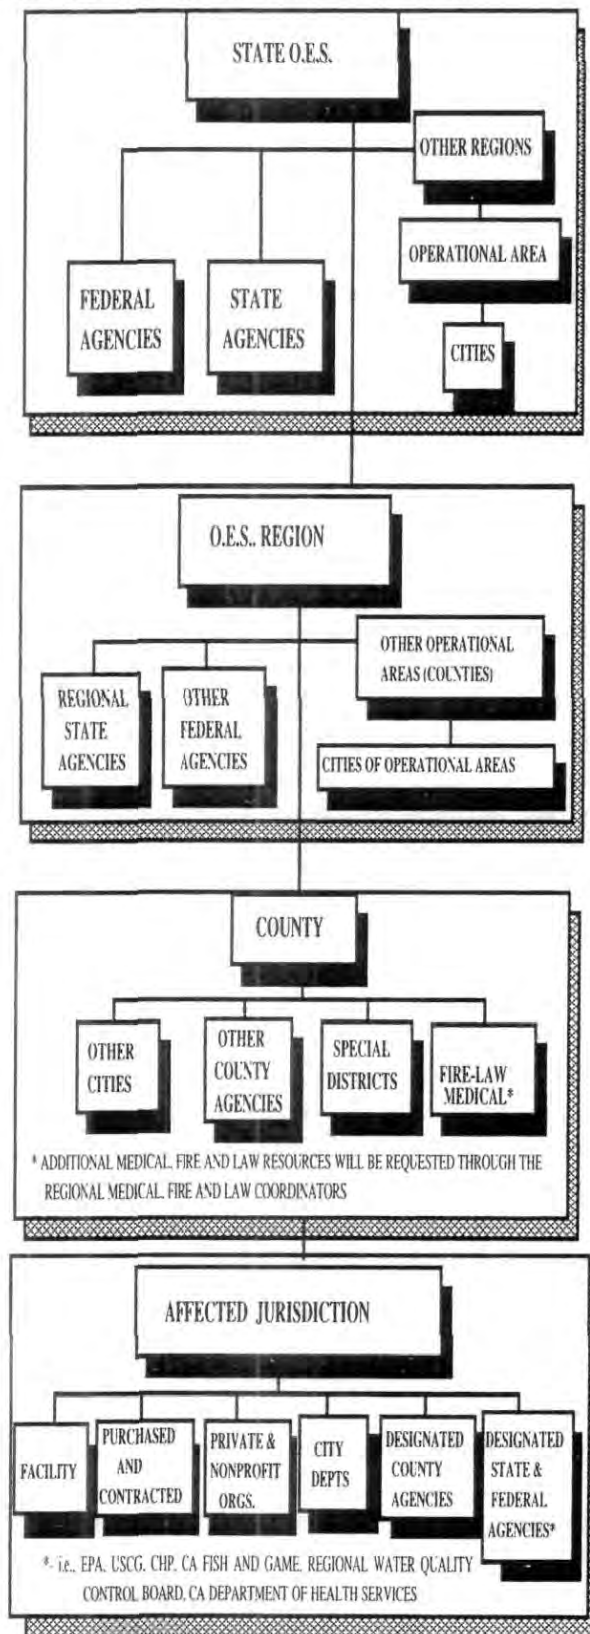 STATE O.E.S.
OTHER REGIONS
OPERATIONAL AREA
CITIES
FEDERAL
AGENCIES
STATE
AGENCIES
O.E.S.. REGION
OTHER OPERATIONAL
AREAS (COUNTIES)
CITIES OF OPERATIONAL AREAS
REGIONAL
STATE
AGENCIES
OTHER
FEDERAL
AGENCIES
COUNTY
OTHER
CITIES
OTHER
COUNTY
AGENCIES
SPECIAL
DISTRICTS
FIRE-LAW
MEDICAL*
* ADDITIONAL MEDICAL, FIRE AND LAW RESOURCES WILL BE REQUESTED THROUGH THE
REGIONAL MEDICAL, FIRE AND LAW COORDINATORS
AFFECTED JURISDICTION
FACILITY
PURCHASED
AND
CONTRACTED
PRIVATE &
NONPROFIT
ORGS.
CITY
DEPTS
DESIGNATED
COUNTY
AGENCIES
DESIGNATED
STATE &
FEDERAL
AGENCIES*
*- i.e., EPA, USCG, CHP, CA FISH AND GAME, REGIONAL WATER QUALITY
CONTROL BOARD, CA DEPARTMENT OF HEALTH SERVICES